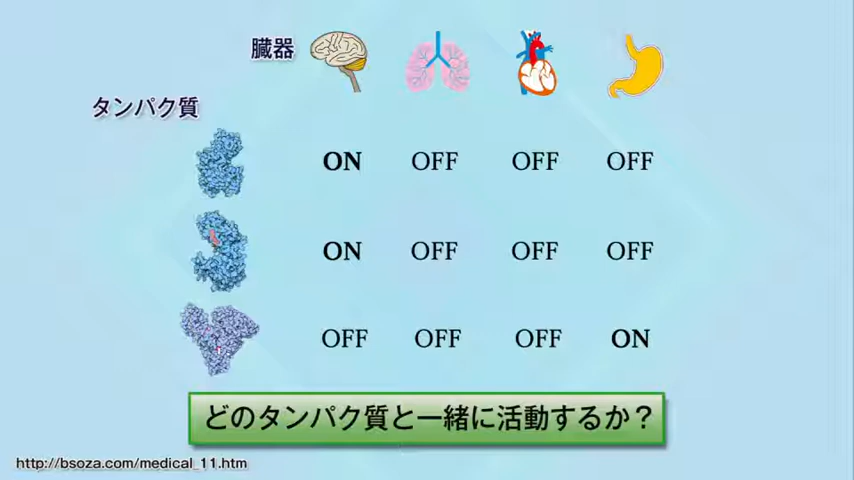 臓器
タンパク質
ON OFF OFF OFF
ON OFF OFF OFF
OFF OFF OFF ON
どのタンパク質と一緒に活動するか？
http://bsoza.com/medical_11.htm